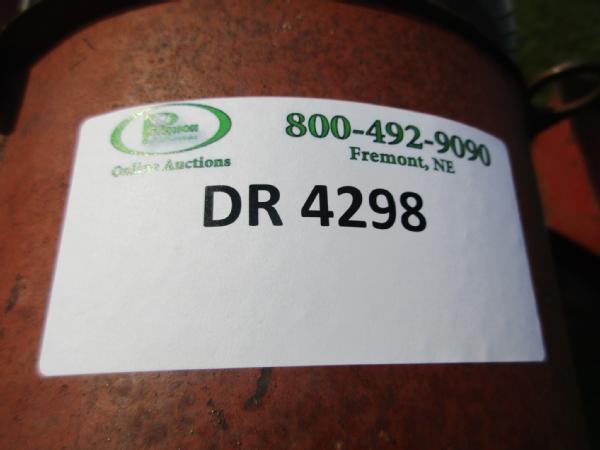 800-492-9090
Online Auctions
Fremont, NE
DR 4298